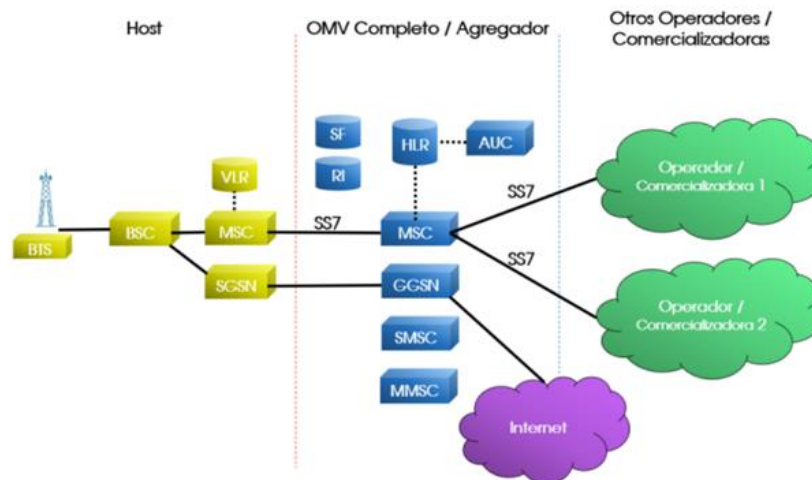 Host
OMV Completo / Agregador
Otros Operadores /
Comercializadoras
SF
HLR
AUC
RI
VLR
Operador /
Comercializadora 1
SS7
BTS
BSC
MSC
SS7
MSC
SS7
SGSN
GGSN
Operador /
Comercializadora 2
SMSC
MMSC
Internet